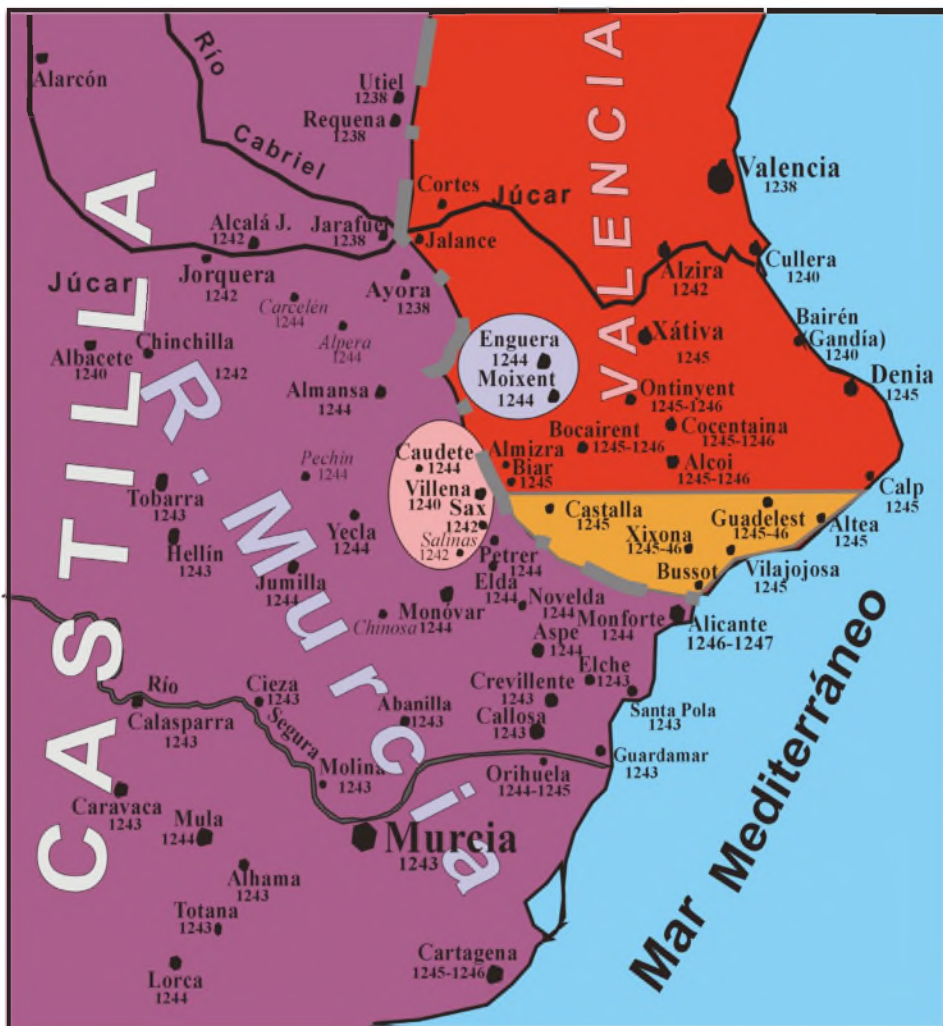 CASTILLA
R. Murcia
VALENCIA
Mar Mediterráneo
Alarcón
Río
Cabriel
Utiel
1238
Requena
1238
Cortes
Júcar
Valencia
1238
Alcalá J.
1242
Jarafuel
1238
Jalance
Alzira
1242
Cullera
1240
Júcar
Jorquera
1242
Ayora
1238
Carcelén
1244
Alpera
1244
Xátiva
1245
Bairén
(Gandía)
1240
Albacete
1240
Chinchilla
1242
Enguera
1244
Moixent
1244
Denia
1245
Almansa
1244
Ontinyent
1245-1246
Cocentaina
1245-1246
Bocairent
1245-1246
Alcoi
1245-1246
Caudete
1244
Almizra
Biar
1245
Calp
1245
Pechín
1244
Villena
1240
Tobarra
1243
Sax
1242
Castalla
1245
Guadelest
1245-46
Altea
1245
Yecla
1244
Salinas
1242
Hellín
1243
Xixona
1245-46
Petrer
1244
Elda
1244
Jumilla
1244
Bussot
Vilajojosa
1245
Monóvar
1244
Novelda
1244
Chinosa
Monforte
1244
Alicante
1246-1247
Aspe
1244
Elche
1243
Río
Segura
Cieza
1243
Calasparra
1243
Crevillente
1243
Abanilla
1243
Callosa
1243
Santa Pola
1243
Guardamar
1243
Molina
1243
Orihuela
1244-1245
Caravaca
1243
Mula
1244
Murcia
1243
Alhama
1243
Totana
1243
Lorca
1244
Cartagena
1245-1246